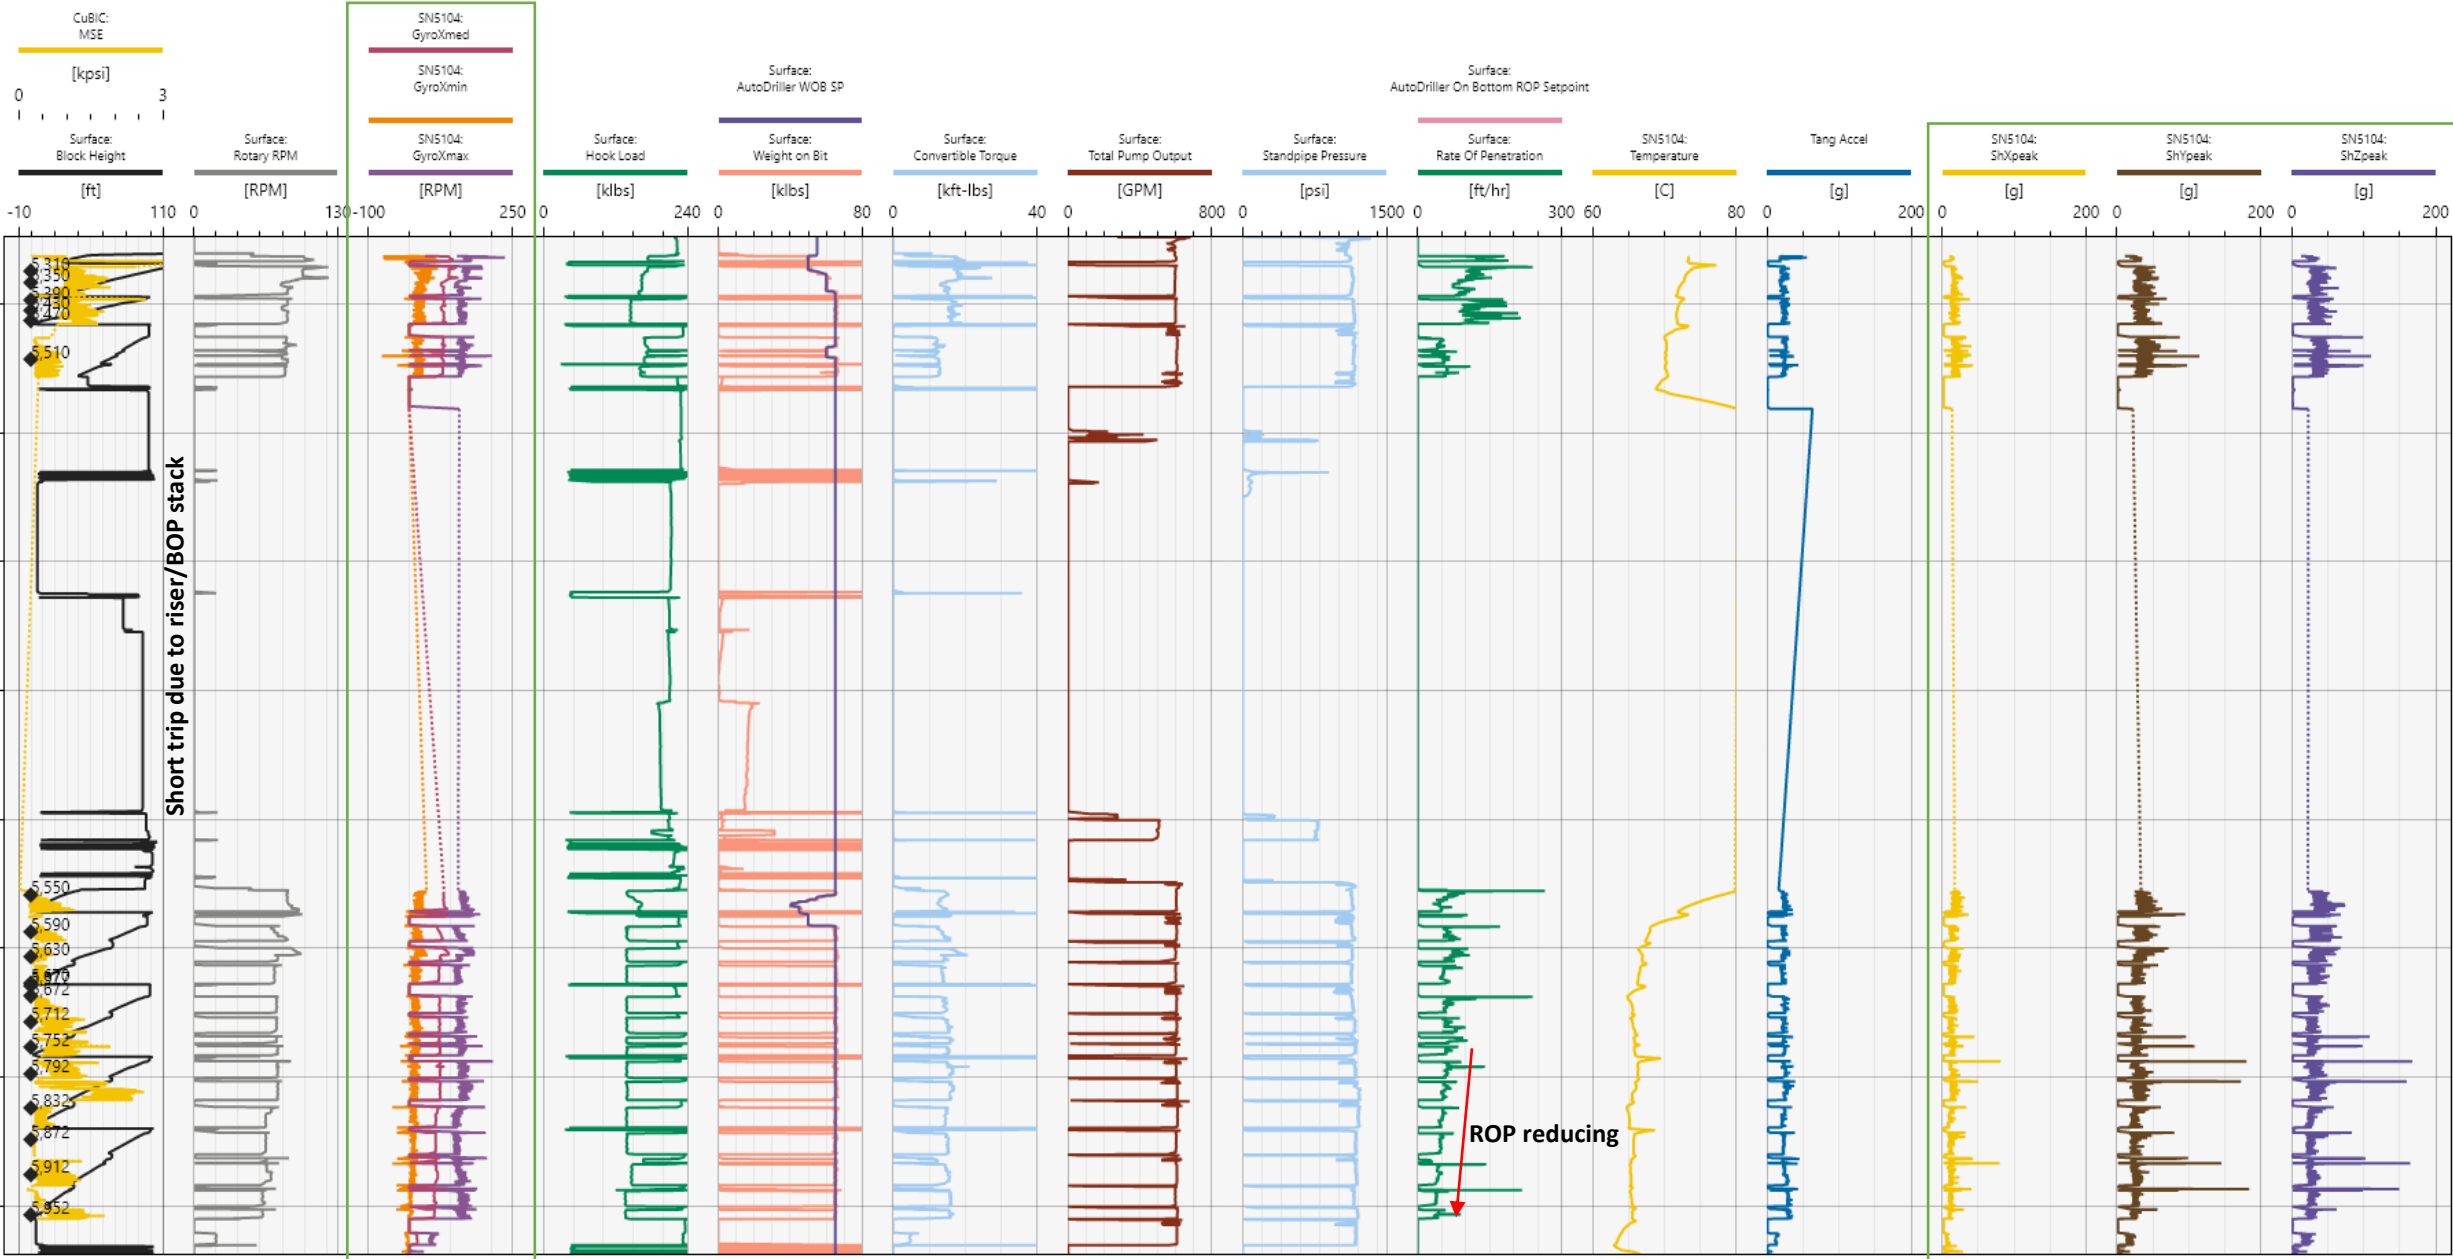 CuBIC:
MSE
[kpsi]
0 3
Surface:
Block Height
[ft]
-10 110
Surface:
Rotary RPM
[RPM]
0 130
SN5104:
GyroXmed
SN5104:
GyroXmin
SN5104:
GyroXmax
[RPM]
-100 250
Surface:
Hook Load
[klbs]
0 240
Surface:
AutoDriller WOB SP
Surface:
Weight on Bit
[klbs]
0 80
Surface:
Convertible Torque
[kft-lbs]
0 40
Surface:
Total Pump Output
[GPM]
0 800
Surface:
Standpipe Pressure
[psi]
0 1500
Surface:
AutoDriller On Bottom ROP Setpoint
Surface:
Rate Of Penetration
[ft/hr]
0 300
SN5104:
Temperature
[C]
60 80
Tang Accel
[g]
0 200
SN5104:
ShXpeak
[g]
0 200
SN5104:
ShYpeak
[g]
0 200
SN5104:
ShZpeak
[g]
0 200
5,310
5,350
5,390
5,430
5,470
5,510
Short trip due to riser/BOP stack
5,550
5,590
5,630
5,670
5,672
5,712
5,752
5,792
5,832
5,872
5,912
5,952
ROP reducing